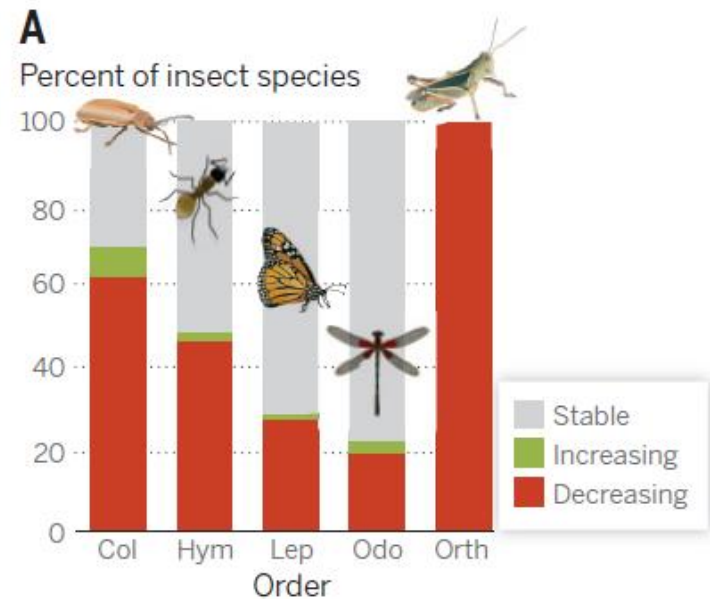 A
Percent of insect species
100
80
60
40
20
0
Col Hym Lep Odo Orth
Order
Stable
Increasing
Decreasing